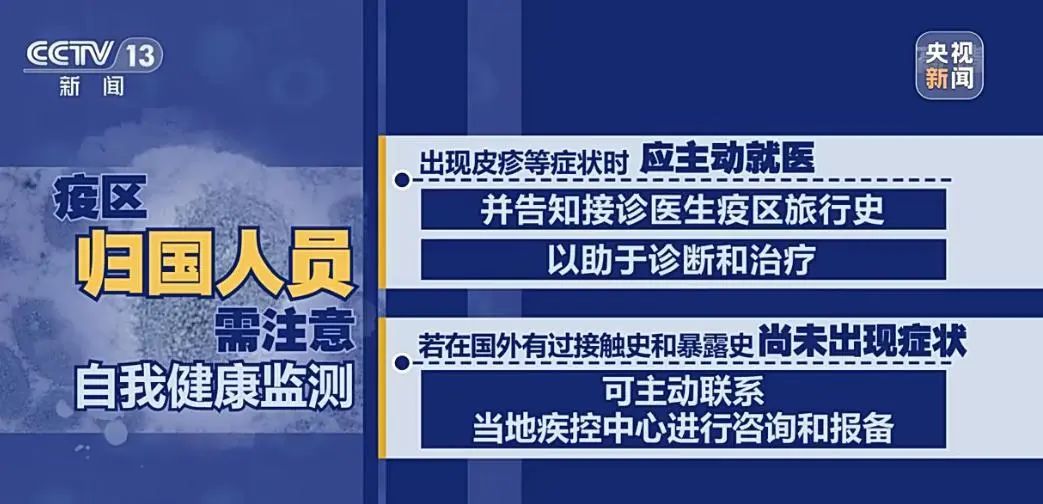 CCTV 13
新闻
央视
新闻
疫区
归国人员
需注意
自我健康监测
出现皮疹等症状时 应主动就医
并告知接诊医生疫区旅行史
以助于诊断和治疗
若在国外有过接触史和暴露史 尚未出现症状
可主动联系
当地疾控中心进行咨询和报备